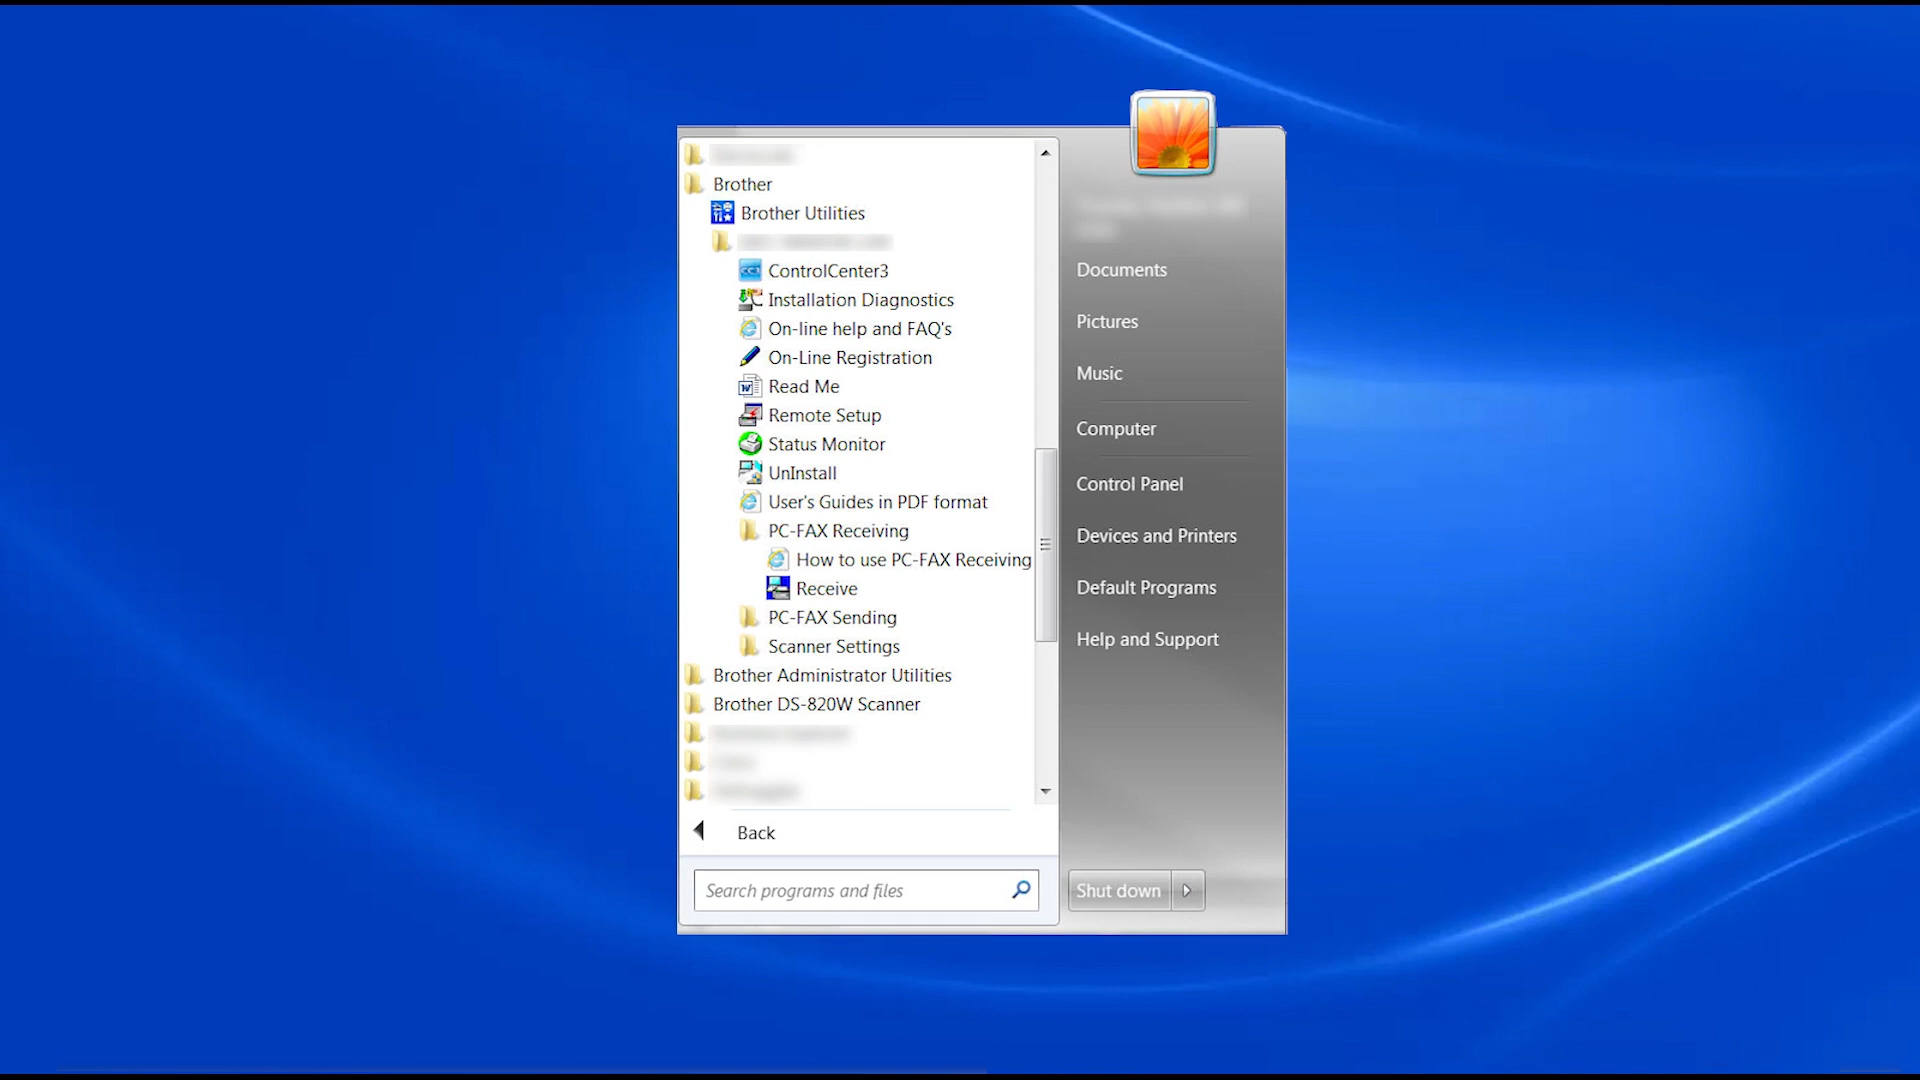 Brother
Brother Utilities
ControlCenter3
Installation Diagnostics
On-line help and FAQ's
On-Line Registration
Read Me
Remote Setup
Status Monitor
UnInstall
User's Guides in PDF format
PC-FAX Receiving
How to use PC-FAX Receiving
Receive
PC-FAX Sending
Scanner Settings
Brother Administrator Utilities
Brother DS-820W Scanner
Back
Search programs and files
Documents
Pictures
Music
Computer
Control Panel
Devices and Printers
Default Programs
Help and Support
Shut down